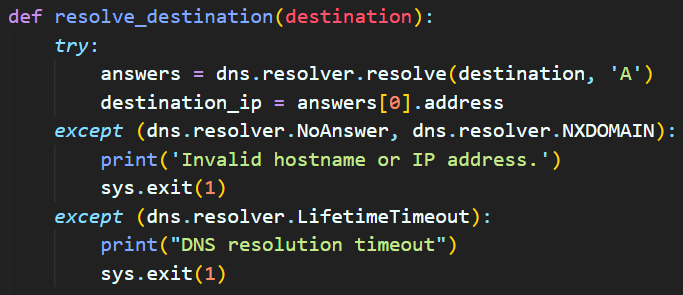 def resolve_destination(destination):
    try:
        answers = dns.resolver.resolve(destination, 'A')
        destination_ip = answers[0].address
    except (dns.resolver.NoAnswer, dns.resolver.NXDOMAIN):
        print('Invalid hostname or IP address.')
        sys.exit(1)
    except (dns.resolver.LifetimeTimeout):
        print("DNS resolution timeout")
        sys.exit(1)